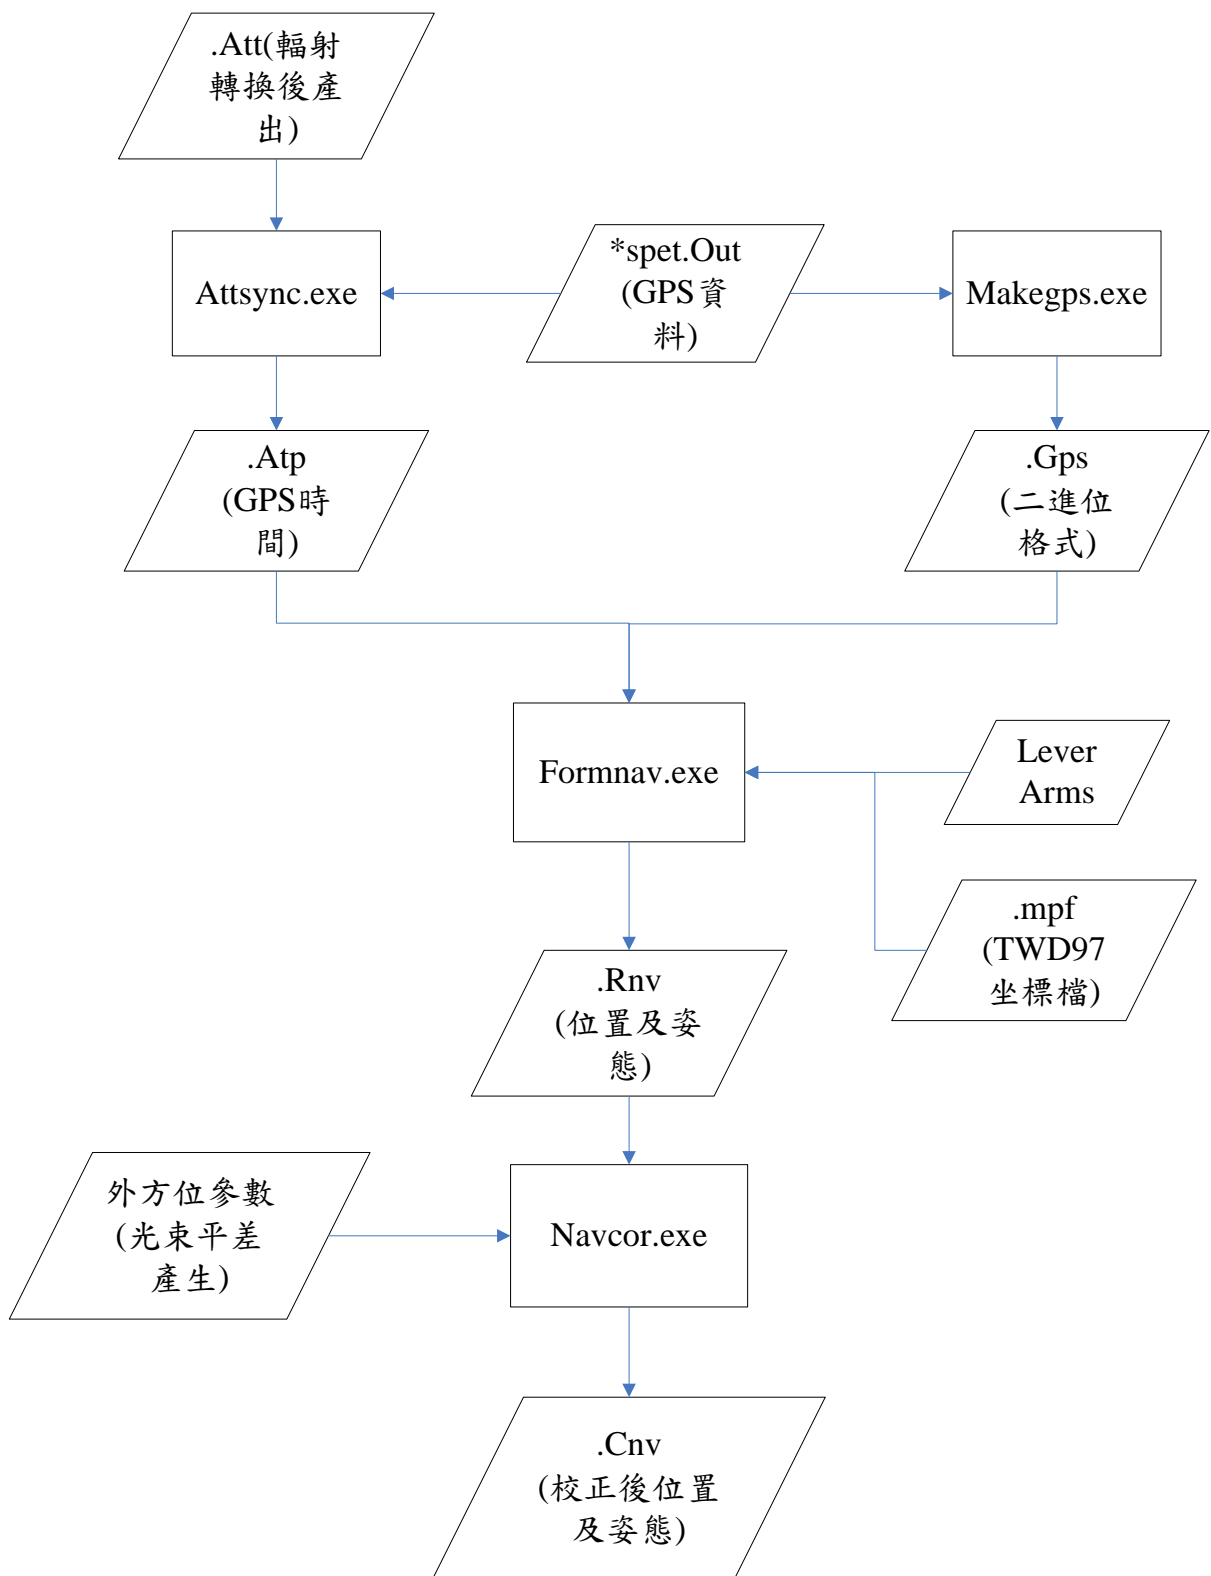 .Att(輻射
轉換後產
出)
Attsync.exe
*spet.Out
(GPS資
料)
Makegps.exe
.Atp
(GPS時
間)
.Gps
(二進位
格式)
Formnav.exe
Lever
Arms
.mpf
(TWD97
坐標檔)
.Rnv
(位置及姿
態)
外方位參數
(光束平差
產生)
Navcor.exe
.Cnv
(校正後位置
及姿態)